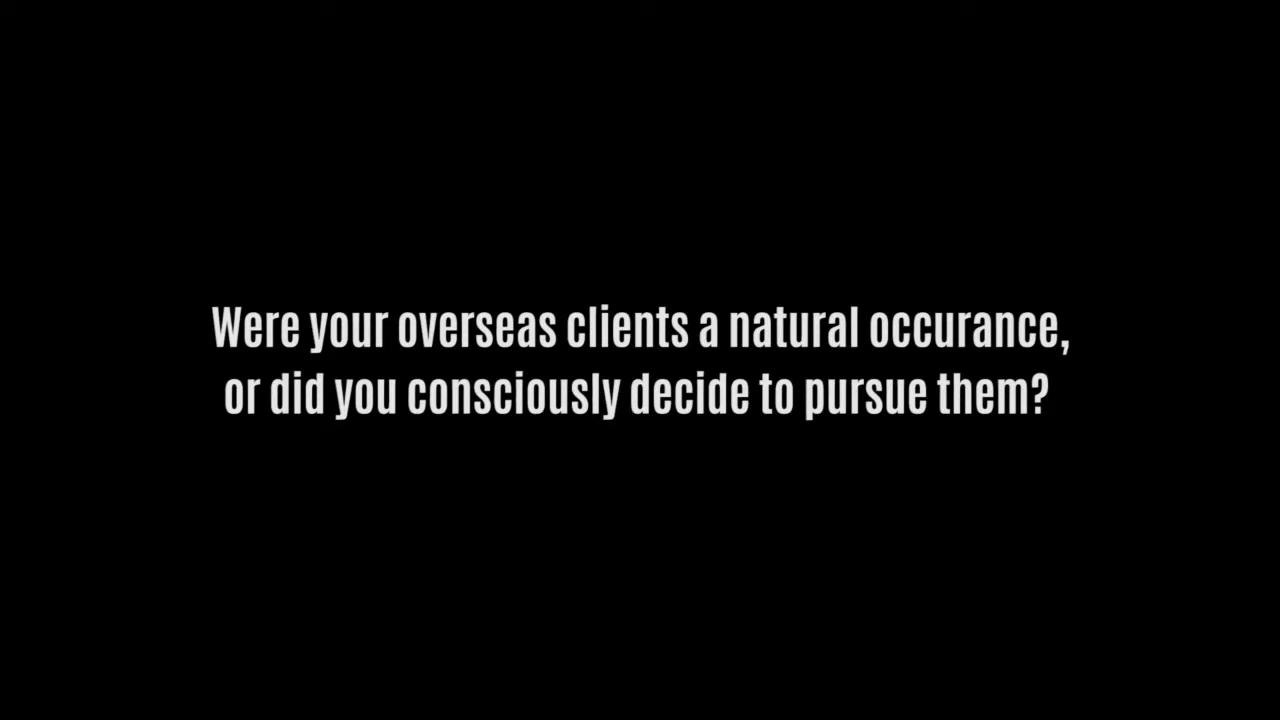 Were your overseas clients a natural occurance,
or did you consciously decide to pursue them?